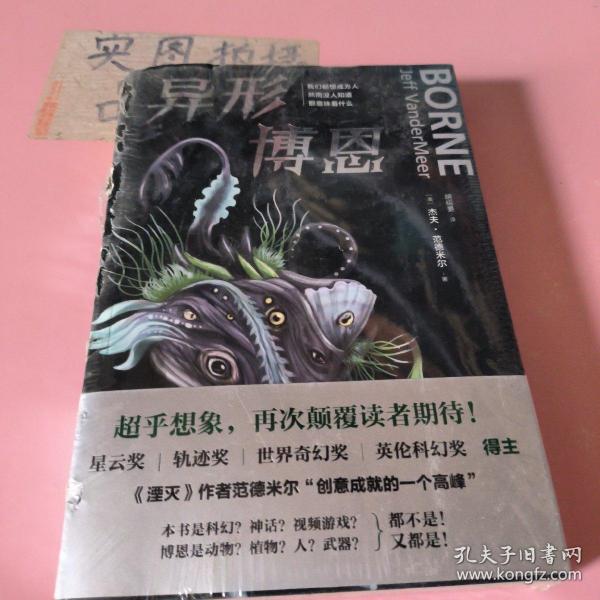 实图拍摄
异形
博恩
我们都想成为人
然而没人知道
那意味着什么
BORNE
Jeff VanderMeer
[美] 杰夫·范德米尔 著
超乎想象，再次颠覆读者期待！
星云奖 | 轨迹奖 | 世界奇幻奖 | 英伦科幻奖 得主
《湮灭》作者范德米尔“创意成就的一个高峰”
本书是科幻？神话？视频游戏？ 都不是！
博恩是动物？植物？人？武器？ 又都是！
孔夫子旧书网
www.kongfz.com